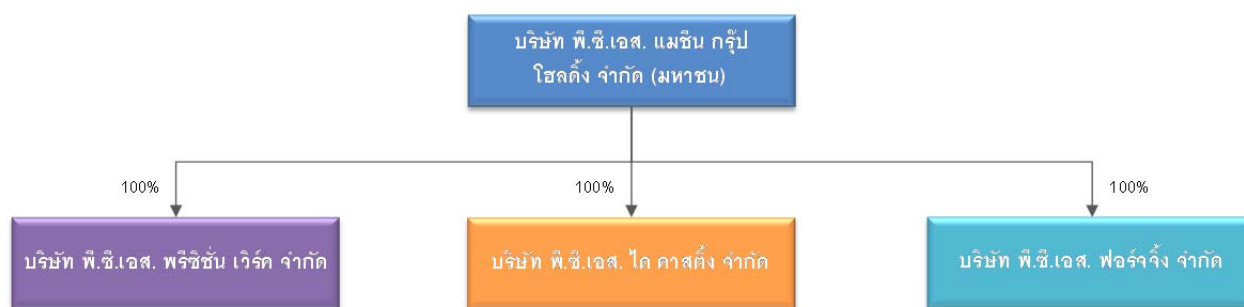 บริษัท พี.ซี.เอส. แมชีน กรุ๊ป
โฮลดิ้ง จำกัด (มหาชน)
100%
100%
100%
บริษัท พี.ซี.เอส. พรีซิชั่น เวิร์ค จำกัด
บริษัท พี.ซี.เอส. ได คาสติ้ง จำกัด
บริษัท พี.ซี.เอส. ฟอร์จจิ้ง จำกัด